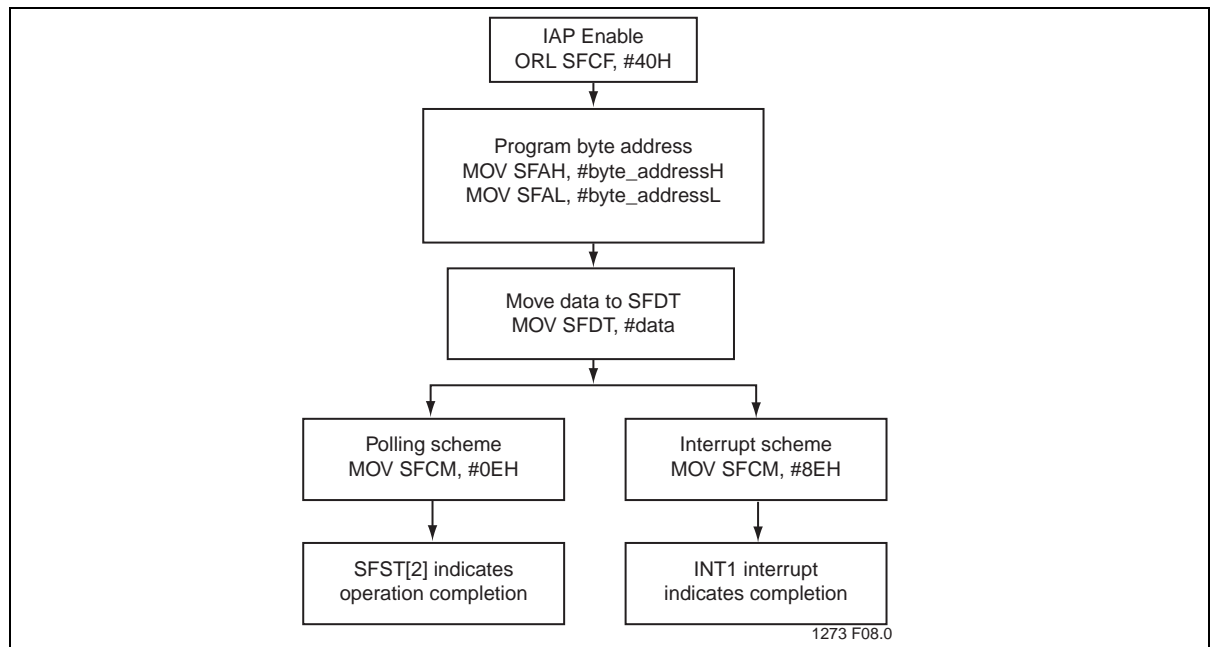 IAP Enable
ORL SFCF, #40H
Program byte address
MOV SFAH, #byte_addressH
MOV SFAL, #byte_addressL
Move data to SFDT
MOV SFDT, #data
Polling scheme
MOV SFCM, #0EH
Interrupt scheme
MOV SFCM, #8EH
SFST[2] indicates
operation completion
INT1 interrupt
indicates completion
1273 F08.0